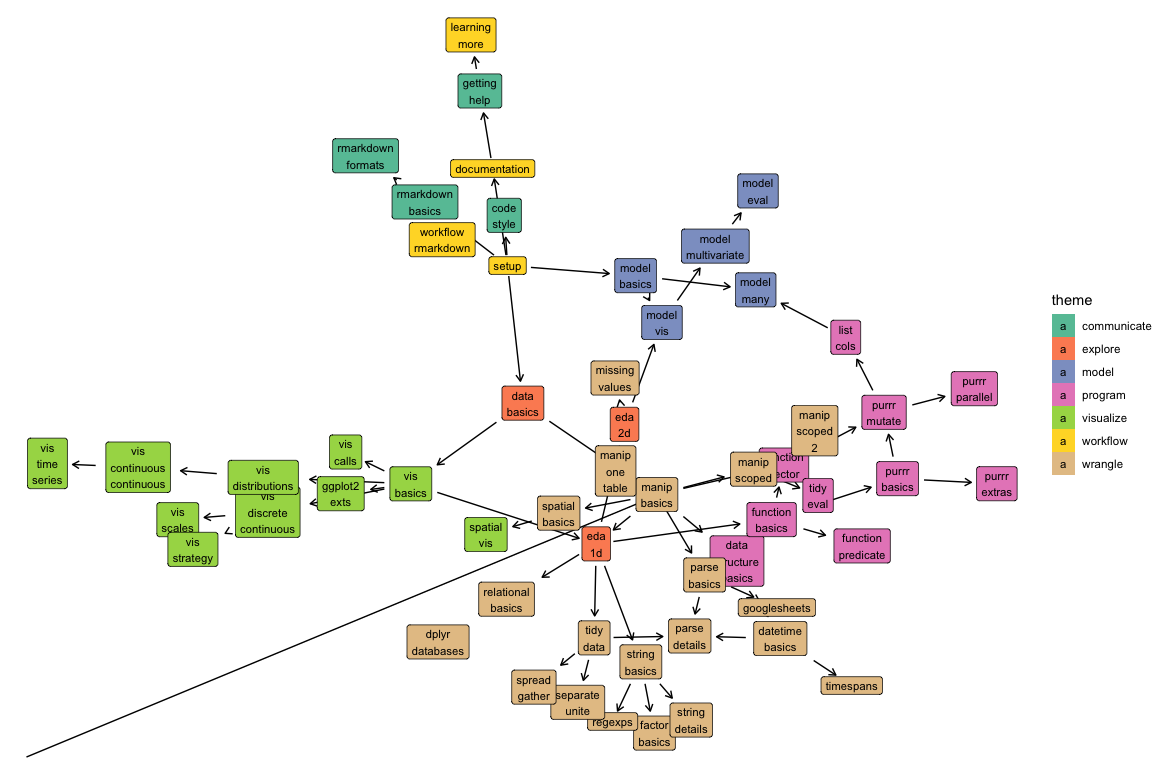 learning
more
getting
help
rmarkdown
formats
documentation
rmarkdown
basics
code
style
workflow
rmarkdown
setup
model
eval
model
multivariate
model
basics
model
many
model
vis
list
cols
missing
values
data
basics
eda
2d
purrr
parallel
purrr
mutate
manip
scoped
2
vis
time
series
vis
continuous
continuous
vis
calls
vis
distributions
vis
basics
ggplot2
exts
vis
discrete
continuous
vis
scales
vis
strategy
manip
one
table
manip
basics
manip
scoped
tidy
eval
purrr
basics
purrr
extras
spatial
basics
spatial
vis
eda
1d
function
basics
function
predicate
data
basics
parse
basics
relational
basics
googlesheets
dplyr
databases
tidy
data
parse
details
datetime
basics
string
basics
timespans
spread
gather
separate
unite
regexps
factor
basics
string
details
theme
a communicate
a explore
a model
a program
a visualize
a workflow
a wrangle